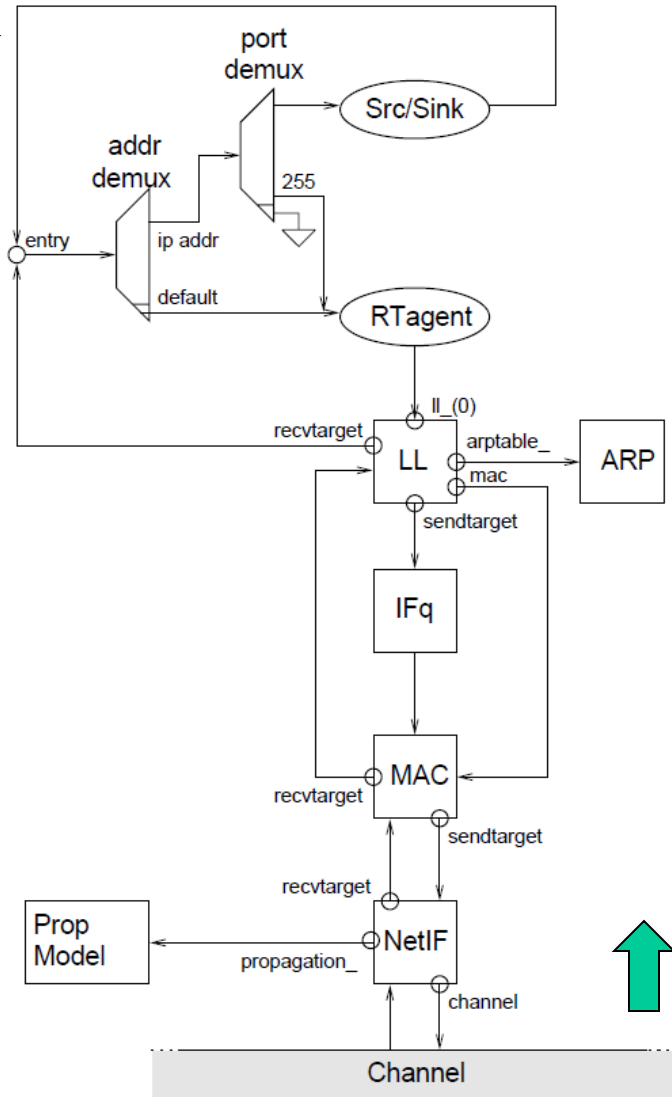 port
demux
Src/Sink
addr
demux
255
entry
ip addr
default
RTagent
ll_(0)
recvtarget
arptable_
LL
ARP
mac
sendtarget
IFq
MAC
recvtarget
sendtarget
recvtarget
Prop
Model
NetIF
propagation_
channel
Channel